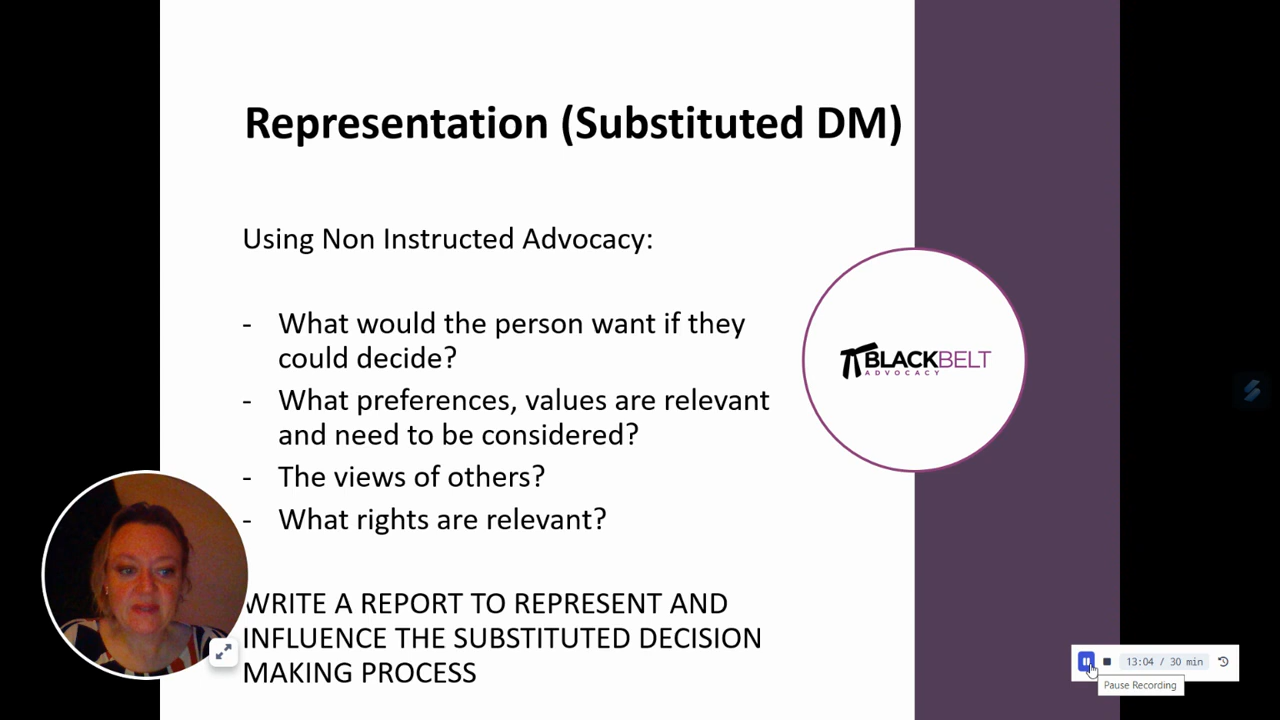 Representation (Substituted DM)
Using Non Instructed Advocacy:
- What would the person want if they
could decide?
- What preferences, values are relevant
and need to be considered?
- The views of others?
- What rights are relevant?
WRITE A REPORT TO REPRESENT AND
INFLUENCE THE SUBSTITUTED DECISION
MAKING PROCESS
BLACKBELT
ADVOCACY
13:04 / 30 min
Pause Recording